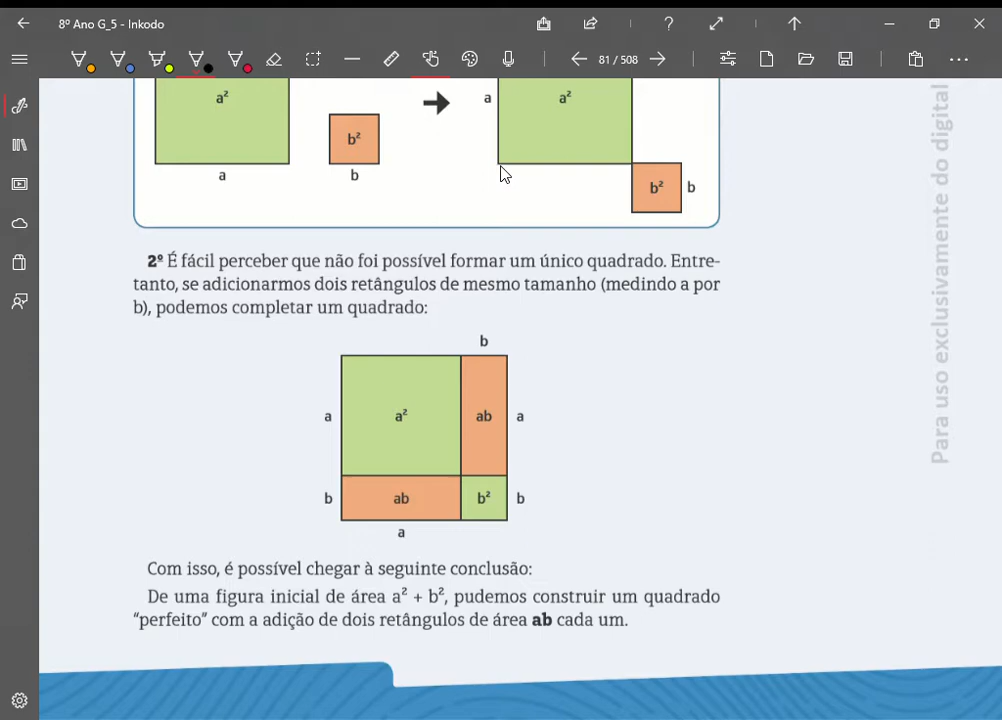 8º Ano G_5 - Inkodo
81 / 508
a²
a
a²
b²
b² b
a b
2º É fácil perceber que não foi possível formar um único quadrado. Entre-
tanto, se adicionarmos dois retângulos de mesmo tamanho (medindo a por
b), podemos completar um quadrado:
b
a a² ab a
b ab b² b
a
Com isso, é possível chegar à seguinte conclusão:
De uma figura inicial de área a² + b², pudemos construir um quadrado
“perfeito” com a adição de dois retângulos de área ab cada um.
Para uso exclusivamente do digital